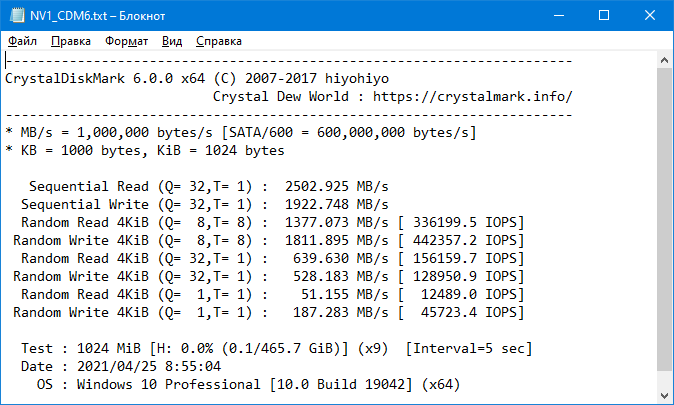 NV1_CDM6.txt – Блокнот
Файл Правка Формат Вид Справка
-----------------------------------------------------------------------
CrystalDiskMark 6.0.0 x64 (C) 2007-2017 hiyohiyo
                          Crystal Dew World : https://crystalmark.info/
-----------------------------------------------------------------------
* MB/s = 1,000,000 bytes/s [SATA/600 = 600,000,000 bytes/s]
* KB = 1000 bytes, KiB = 1024 bytes

   Sequential Read (Q= 32,T= 1) :  2502.925 MB/s
  Sequential Write (Q= 32,T= 1) :  1922.748 MB/s
  Random Read 4KiB (Q=  8,T= 8) :  1377.073 MB/s [ 336199.5 IOPS]
 Random Write 4KiB (Q=  8,T= 8) :  1811.895 MB/s [ 442357.2 IOPS]
  Random Read 4KiB (Q= 32,T= 1) :   639.630 MB/s [ 156159.7 IOPS]
 Random Write 4KiB (Q= 32,T= 1) :   528.183 MB/s [ 128950.9 IOPS]
  Random Read 4KiB (Q=  1,T= 1) :    51.155 MB/s [  12489.0 IOPS]
 Random Write 4KiB (Q=  1,T= 1) :   187.283 MB/s [  45723.4 IOPS]

  Test : 1024 MiB [H: 0.0% (0.1/465.7 GiB)] (x9)  [Interval=5 sec]
  Date : 2021/04/25 8:55:04
    OS : Windows 10 Professional [10.0 Build 19042] (x64)